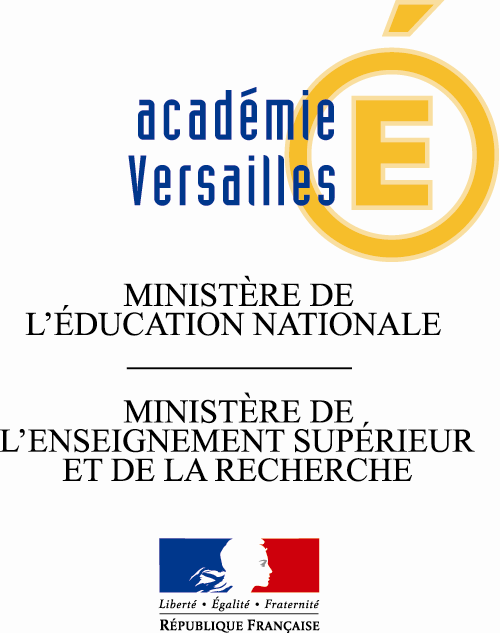 académie
Versailles
É
MINISTÈRE DE
L'ÉDUCATION NATIONALE
MINISTÈRE DE
L'ENSEIGNEMENT SUPÉRIEUR
ET DE LA RECHERCHE
Liberté • Égalité • Fraternité
RÉPUBLIQUE FRANÇAISE